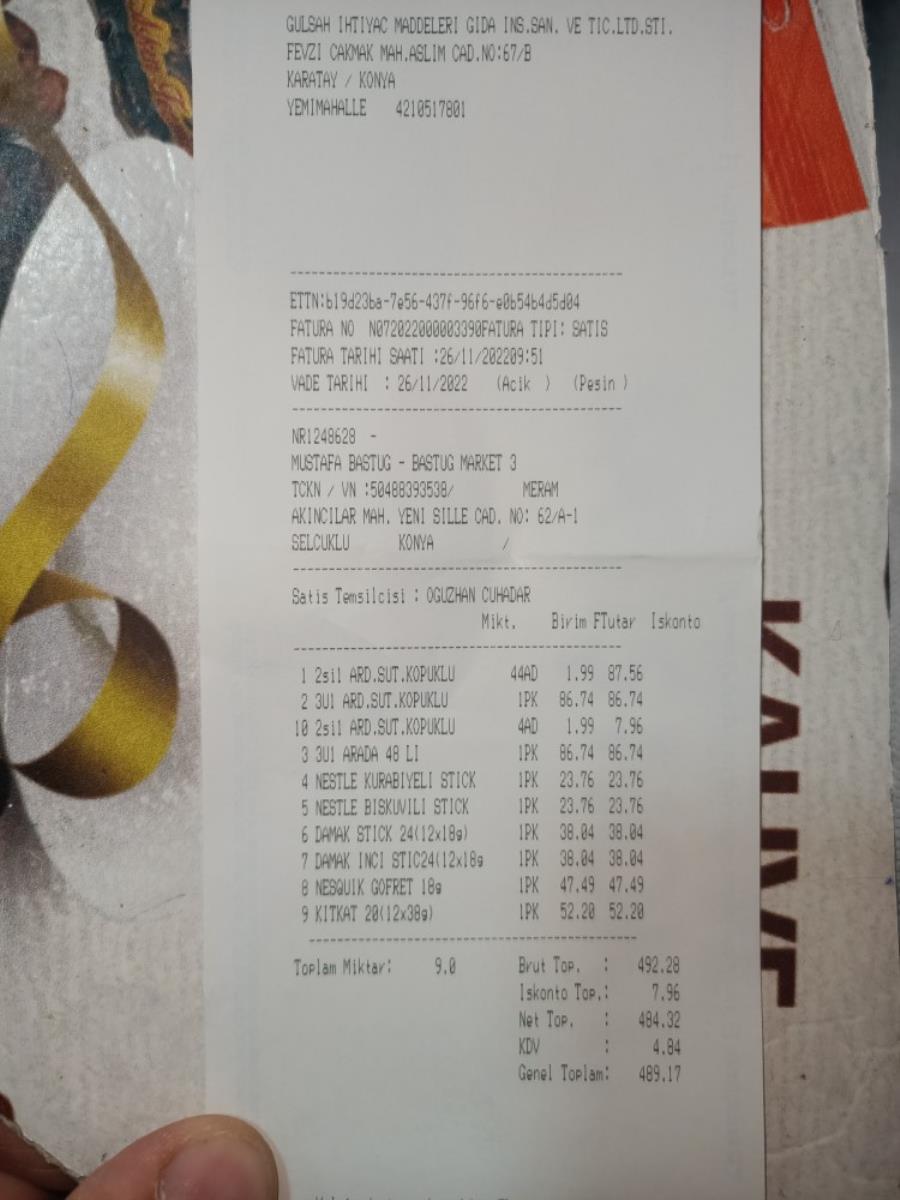 GULSAH IHTIYAC MADDELERI GIDA INS.SAN. VE TIC.LTD.STI.
FEVZI CAKMAK MAH.ASLIM CAD.NO:67/B
KARATAY / KONYA
YEMIMAHALLE 4210517801
ETTN:b19d23ba-7e56-437f-96f6-e0b54b4d5d04
FATURA NO N072022000003390FATURA TIPI: SATIS
FATURA TARIHI SAATI :26/11/202209:51
VADE TARIHI : 26/11/2022 (Acik ) (Pesin )
NR1248628 -
MUSTAFA BASTUG - BASTUG MARKET 3
TCKN / VN :50488393538/ MERAM
AKINCILAR MAH. YENI SILLE CAD. NO: 62/A-1
SELCUKLU KONYA /
Satis Temsilcisi : OGUZHAN CUHADAR
Mikt. Birim FTutar Iskonto
1 2si1 ARD.SUT.KOPUKLU 44AD 1.99 87.56
2 3U1 ARD.SUT.KOPUKLU 1PK 86.74 86.74
10 2si1 ARD.SUT.KOPUKLU 4AD 1.99 7.96
3 3U1 ARADA 48 LI 1PK 86.74 86.74
4 NESTLE KURABIYELI STICK 1PK 23.76 23.76
5 NESTLE BISKUVILI STICK 1PK 23.76 23.76
6 DAMAK STICK 24(12x18g) 1PK 38.04 38.04
7 DAMAK INCI STIC24(12x18g 1PK 38.04 38.04
8 NESQUIK GOFRET 18g 1PK 47.49 47.49
9 KITKAT 20(12x38g) 1PK 52.20 52.20
Toplam Miktar: 9.0 Brut Top. : 492.28
Iskonto Top.: 7.96
Net Top. : 484.32
KDV : 4.84
Genel Toplam: 489.17